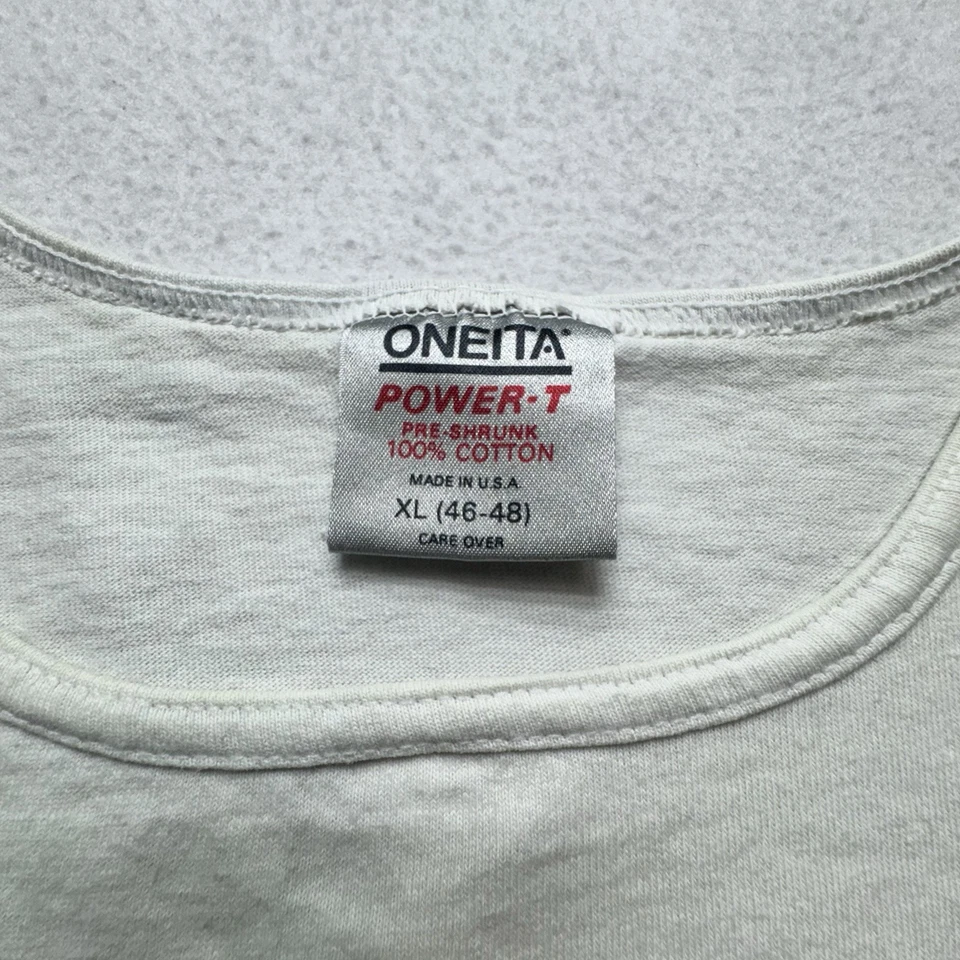 ONEITA®
POWER-T
PRE-SHRUNK
100% COTTON
MADE IN U.S.A.
XL (46-48)
CARE OVER